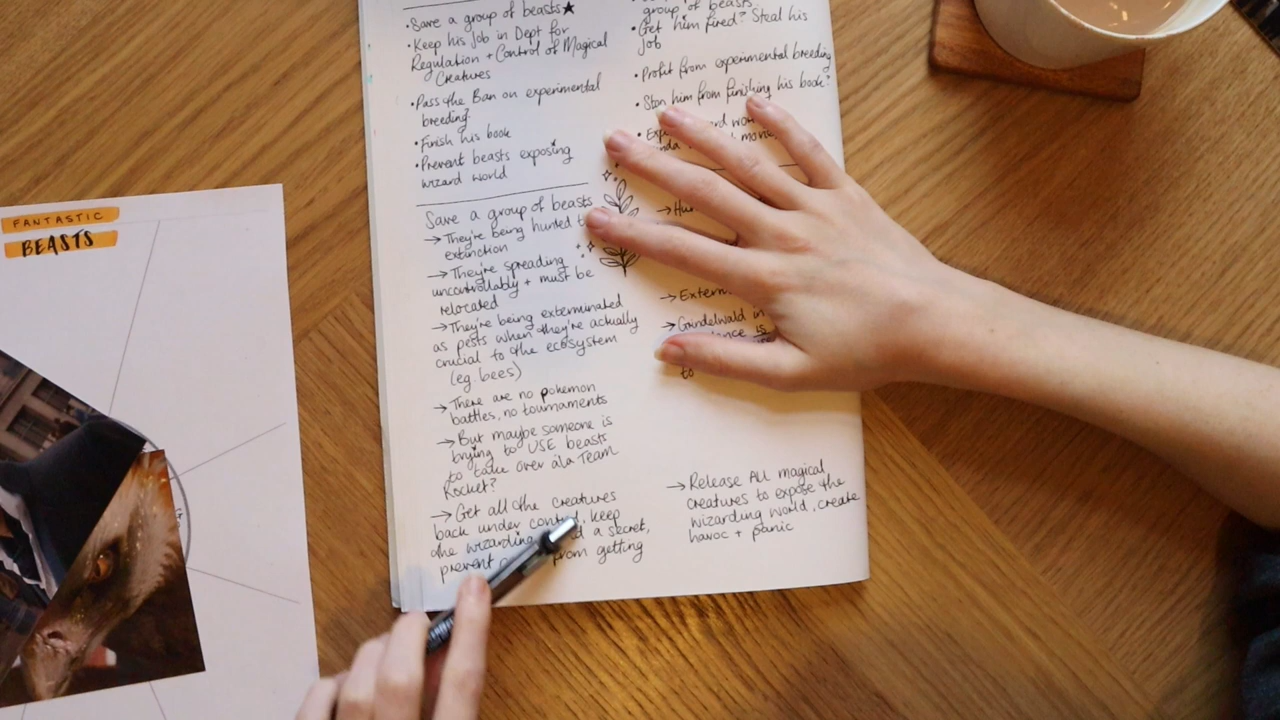 FANTASTIC
BEASTS
• Save a group of beasts★
• Keep his job in Dept for
Regulation + Control of Magical
Creatures
• Pass the Ban on experimental
breeding?
• Finish his book
• Prevent beasts exposing
wizard world
Save a group of beasts
→ They're being hunted to
extinction
→ They're spreading
uncontrollably + must be
relocated
→ They're being exterminated
as pests when they're actually
crucial to the ecosystem
(eg. bees)
→ There are no pokemon
battles, no tournaments
→ But maybe someone is
trying to USE beasts
to take over a'la Team
Rocket?
→ Get all the creatures
back under control, keep
the wizarding a secret,
prevent from getting
group of beasts
• Get him fired? Steal his
job
• Profit from experimental breeding
• Stop him from finishing his book?
→ Grindelwald in
is
to
→ Release ALL magical
creatures to expose the
wizarding world, create
havoc + panic